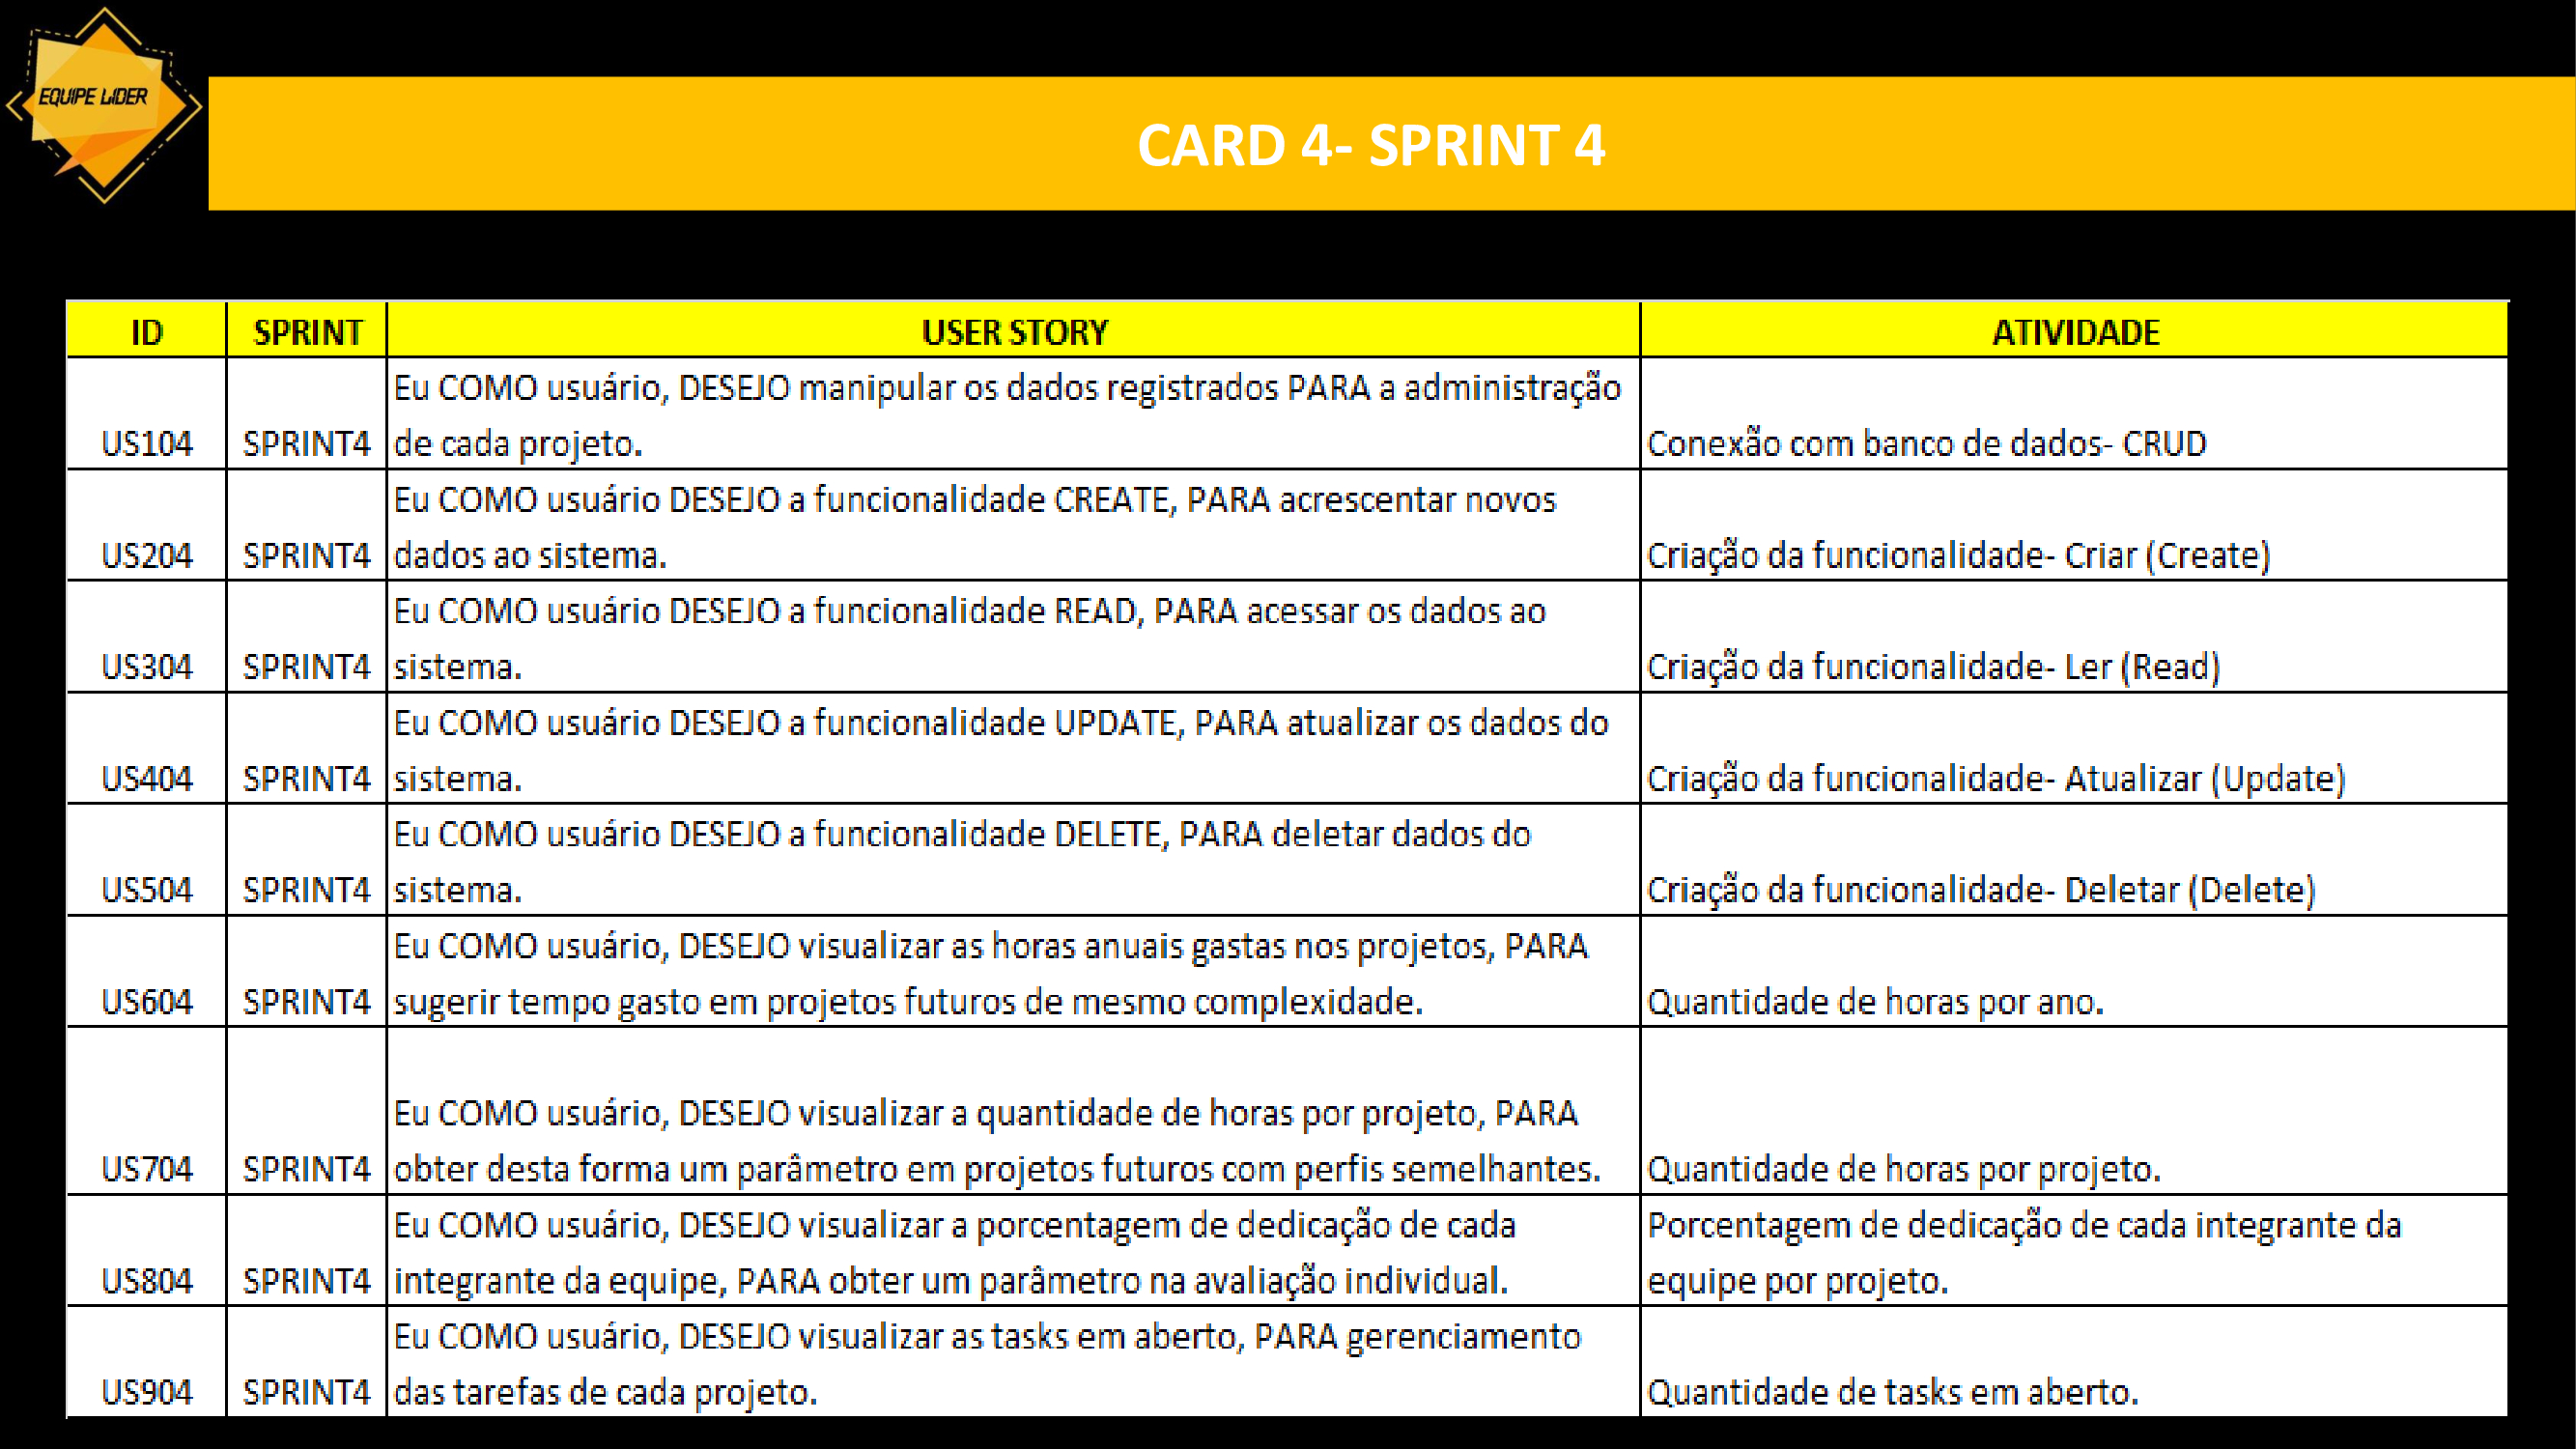 EQUIPE LIDER
CARD 4- SPRINT 4
ID SPRINT USER STORY ATIVIDADE
Eu COMO usuário, DESEJO manipular os dados registrados PARA a administração
US104 SPRINT4 de cada projeto. Conexão com banco de dados- CRUD
Eu COMO usuário DESEJO a funcionalidade CREATE, PARA acrescentar novos
US204 SPRINT4 dados ao sistema. Criação da funcionalidade- Criar (Create)
Eu COMO usuário DESEJO a funcionalidade READ, PARA acessar os dados ao
US304 SPRINT4 sistema. Criação da funcionalidade- Ler (Read)
Eu COMO usuário DESEJO a funcionalidade UPDATE, PARA atualizar os dados do
US404 SPRINT4 sistema. Criação da funcionalidade- Atualizar (Update)
Eu COMO usuário DESEJO a funcionalidade DELETE, PARA deletar dados do
US504 SPRINT4 sistema. Criação da funcionalidade- Deletar (Delete)
Eu COMO usuário, DESEJO visualizar as horas anuais gastas nos projetos, PARA
US604 SPRINT4 sugerir tempo gasto em projetos futuros de mesmo complexidade. Quantidade de horas por ano.
Eu COMO usuário, DESEJO visualizar a quantidade de horas por projeto, PARA
US704 SPRINT4 obter desta forma um parâmetro em projetos futuros com perfis semelhantes. Quantidade de horas por projeto.
Eu COMO usuário, DESEJO visualizar a porcentagem de dedicação de cada Porcentagem de dedicação de cada integrante da
US804 SPRINT4 integrante da equipe, PARA obter um parâmetro na avaliação individual. equipe por projeto.
Eu COMO usuário, DESEJO visualizar as tasks em aberto, PARA gerenciamento
US904 SPRINT4 das tarefas de cada projeto. Quantidade de tasks em aberto.